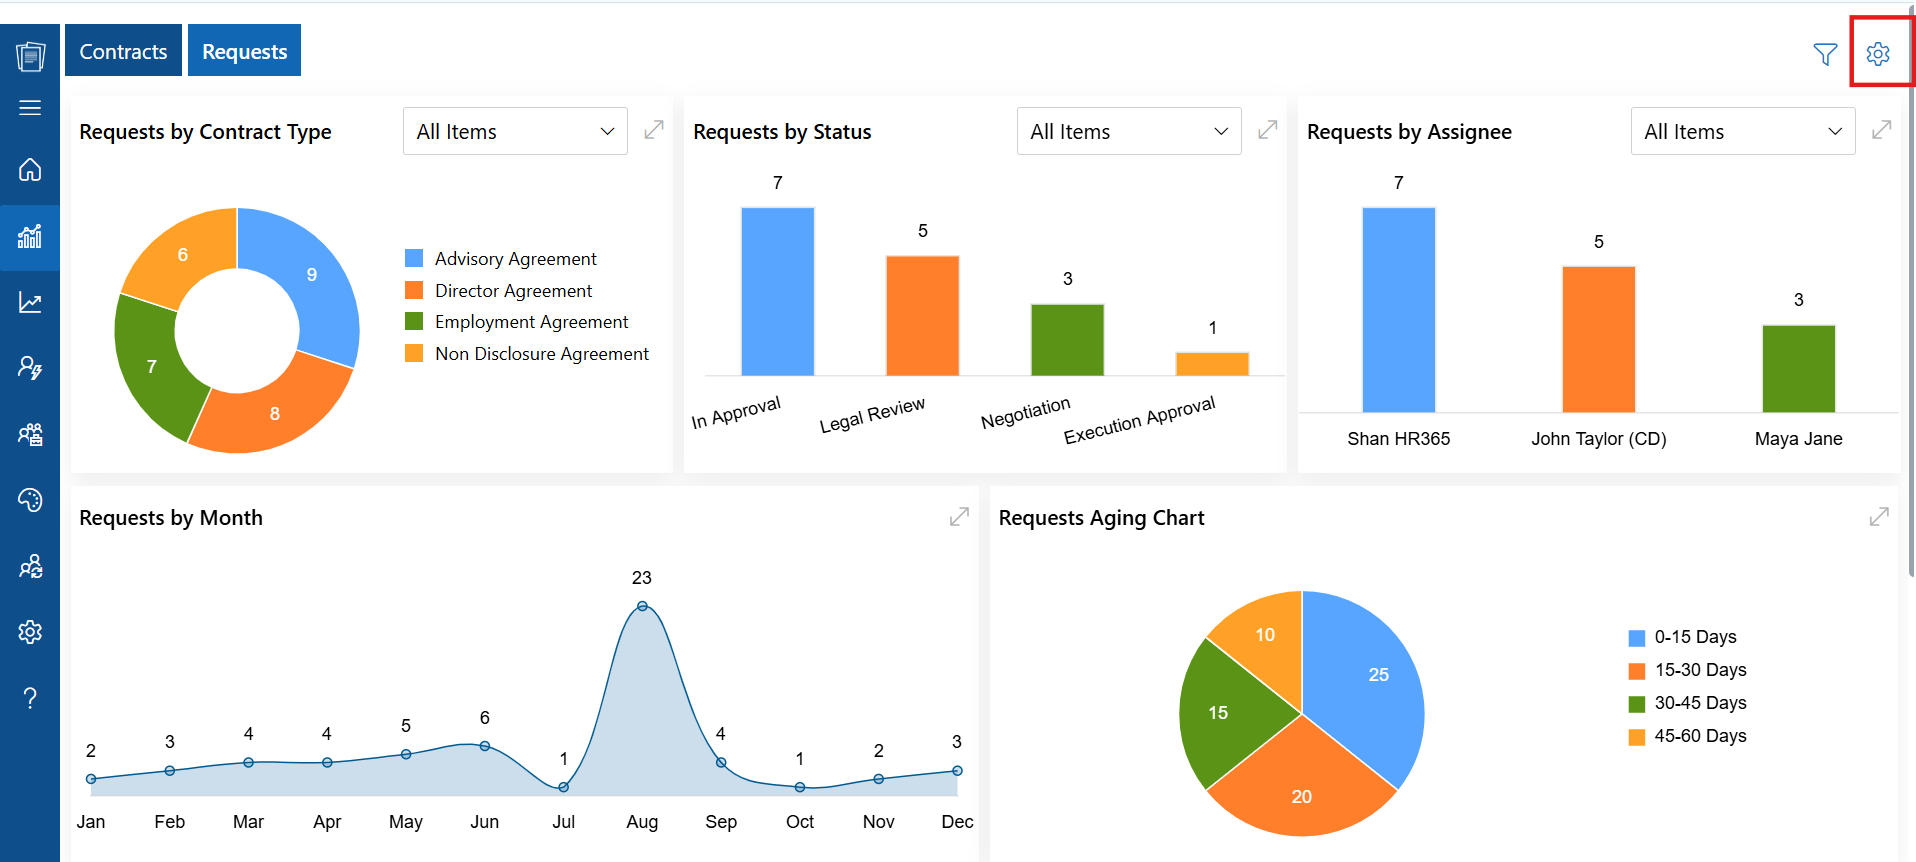 Contracts
Requests
Requests by Contract Type
All Items
9
8
7
6
Advisory Agreement
Director Agreement
Employment Agreement
Non Disclosure Agreement
Requests by Status
All Items
7
5
3
1
In Approval
Legal Review
Negotiation
Execution Approval
Requests by Assignee
All Items
7
5
3
Shan HR365
John Taylor (CD)
Maya Jane
Requests by Month
2
3
4
4
5
6
1
23
4
1
2
3
Jan
Feb
Mar
Apr
May
Jun
Jul
Aug
Sep
Oct
Nov
Dec
Requests Aging Chart
25
20
15
10
0-15 Days
15-30 Days
30-45 Days
45-60 Days
?